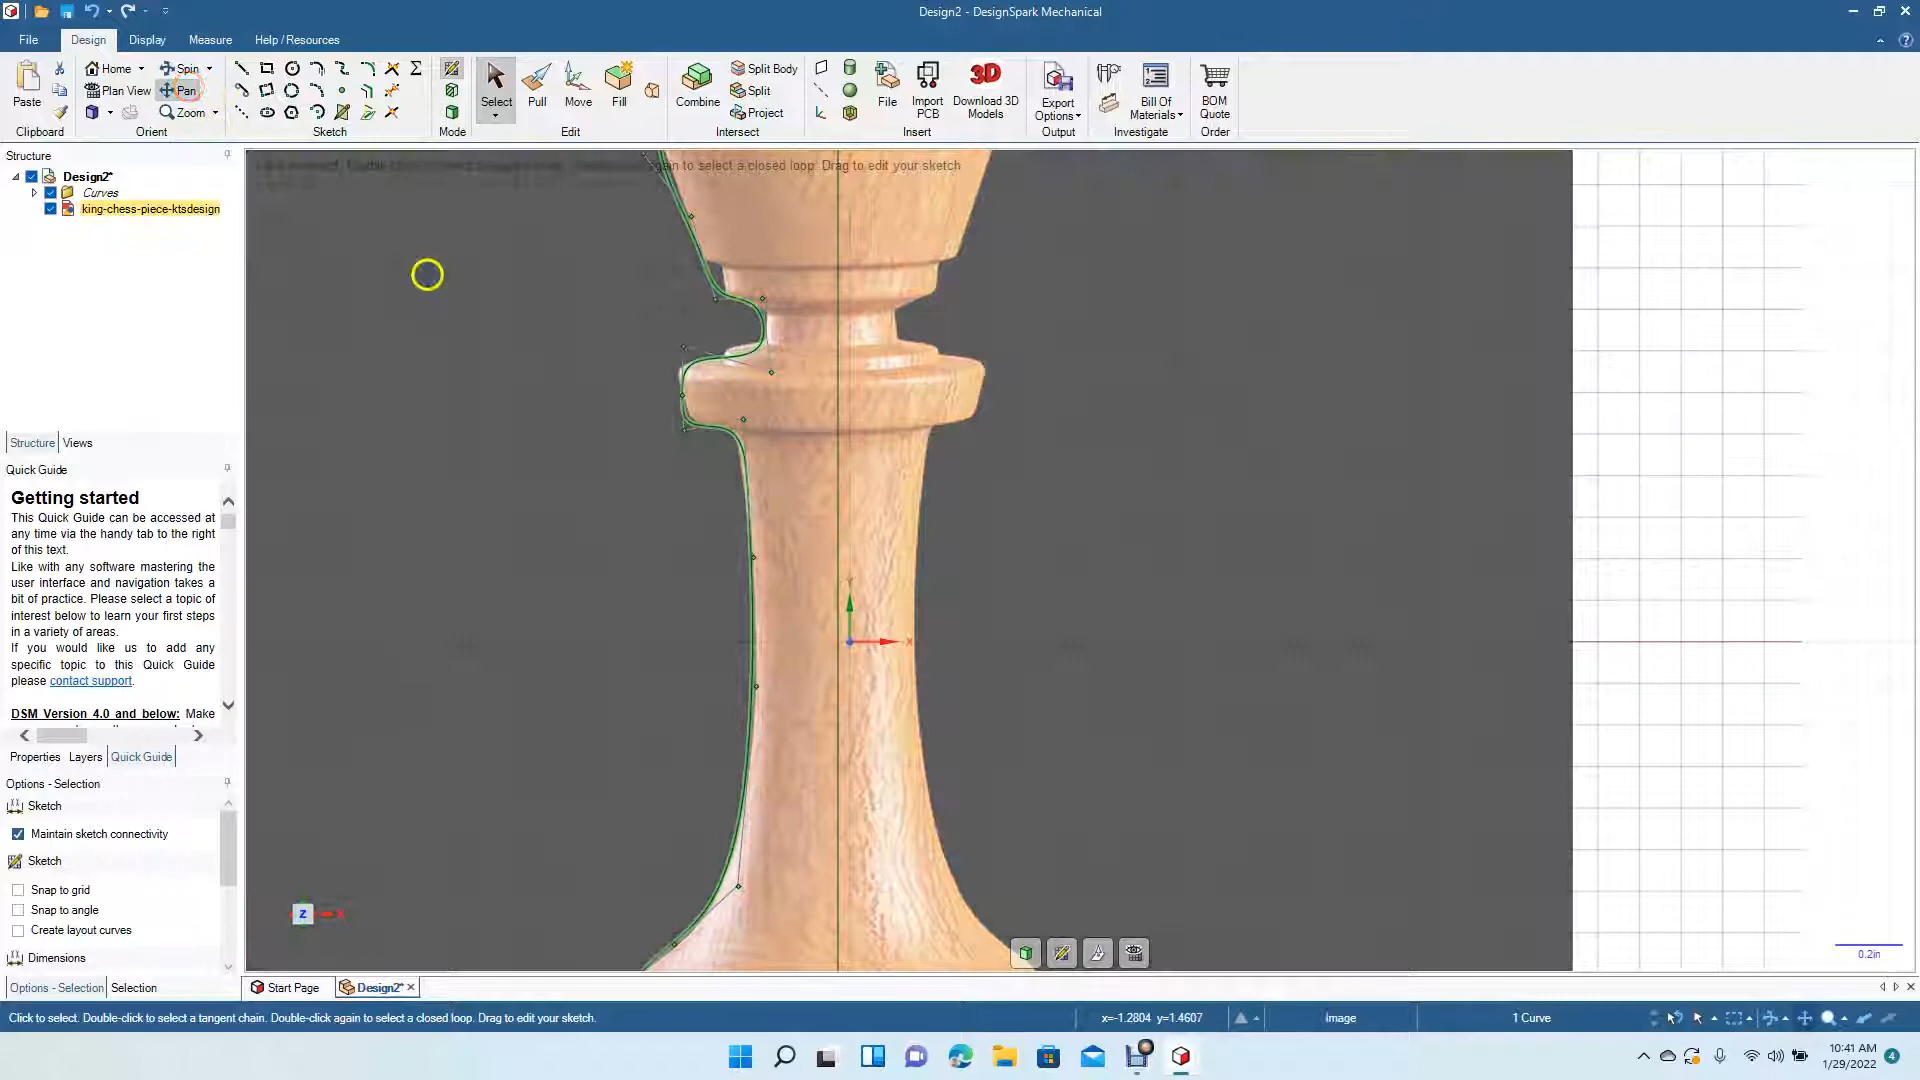 Design2 - DesignSpark Mechanical
File Design Display Measure Help / Resources
Paste
Home Spin
Plan View Pan
Zoom
Select Pull Move Fill
Combine
Split Body
Split
Project
File Import PCB Download 3D Models
Export Options
Bill Of Materials
BOM Quote
Clipboard Orient Sketch Mode Edit Intersect Insert Output Investigate Order
Structure
Design2*
Curves
king-chess-piece-ktsdesign
again to select a closed loop. Drag to edit your sketch
Structure Views
Quick Guide
Getting started
This Quick Guide can be accessed at
any time via the handy tab to the right
of this text.
Like with any software mastering the
user interface and navigation takes a
bit of practice. Please select a topic of
interest below to learn your first steps
in a variety of areas.
If you would like us to add any
specific topic to this Quick Guide
please contact support.
DSM Version 4.0 and below: Make
Properties Layers Quick Guide
Options - Selection
Sketch
Maintain sketch connectivity
Sketch
Snap to grid
Snap to angle
Create layout curves
Dimensions
Options - Selection Selection
Y
X
Z X
0.2in
Start Page Design2*
Click to select. Double-click to select a tangent chain. Double-click again to select a closed loop. Drag to edit your sketch.
x=-1.2804 y=1.4607
Image
1 Curve
10:41 AM
1/29/2022
4